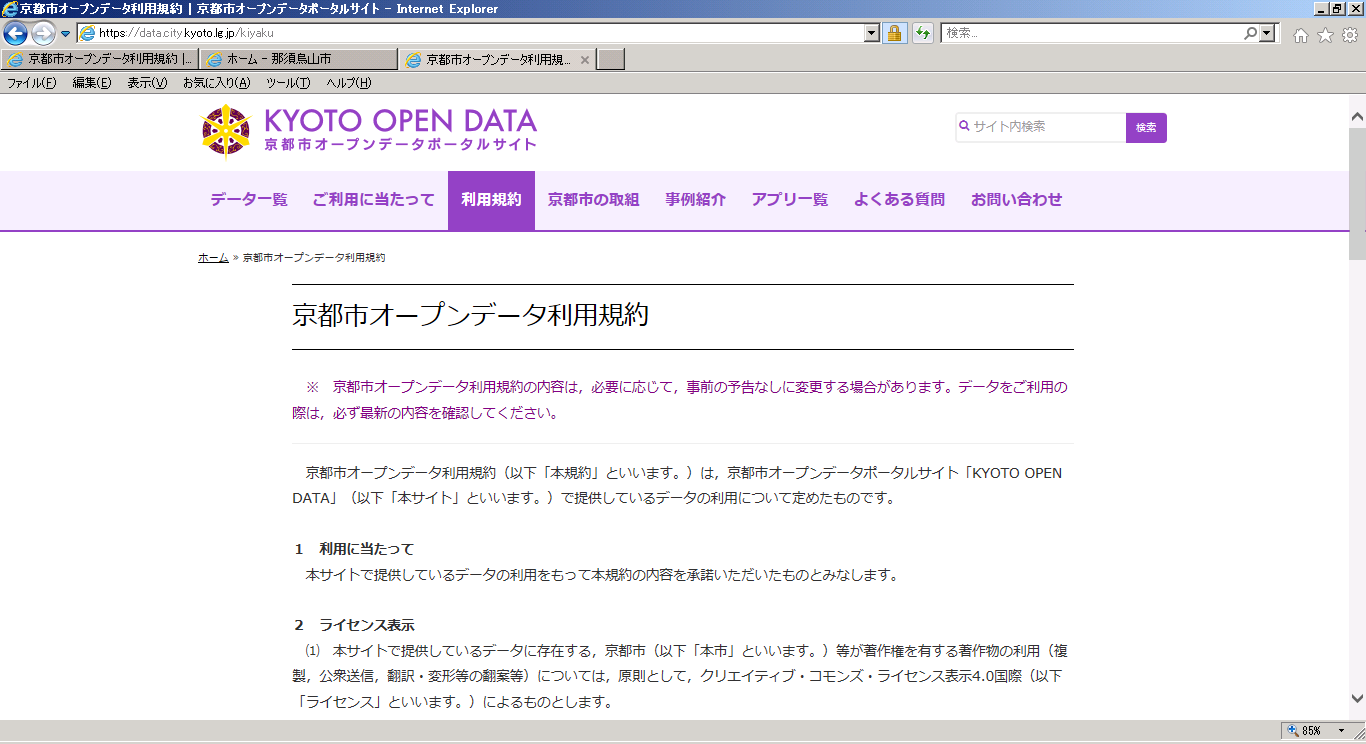 京都市オープンデータ利用規約 | 京都市オープンデータポータルサイト - Internet Explorer
https://data.city.kyoto.lg.jp/kiyaku
検索...
京都市オープンデータ利用規約 |...
ホーム - 那須烏山市
京都市オープンデータ利用規...
ファイル(F) 編集(E) 表示(V) お気に入り(A) ツール(T) ヘルプ(H)
KYOTO OPEN DATA
京都市オープンデータポータルサイト
サイト内検索
検索
データ一覧 ご利用に当たって 利用規約 京都市の取組 事例紹介 アプリ一覧 よくある質問 お問い合わせ
ホーム » 京都市オープンデータ利用規約
京都市オープンデータ利用規約
※ 京都市オープンデータ利用規約の内容は，必要に応じて，事前の予告なしに変更する場合があります。データをご利用の
際は，必ず最新の内容を確認してください。
京都市オープンデータ利用規約（以下「本規約」といいます。）は，京都市オープンデータポータルサイト「KYOTO OPEN
DATA」（以下「本サイト」といいます。）で提供しているデータの利用について定めたものです。
１ 利用に当たって
本サイトで提供しているデータの利用をもって本規約の内容を承諾いただいたものとみなします。
２ ライセンス表示
⑴ 本サイトで提供しているデータに存在する，京都市（以下「本市」といいます。）等が著作権を有する著作物の利用（複
製，公衆送信，翻訳・変形等の翻案等）については，原則として，クリエイティブ・コモンズ・ライセンス表示4.0国際（以下
「ライセンス」といいます。）によるものとします。
85%